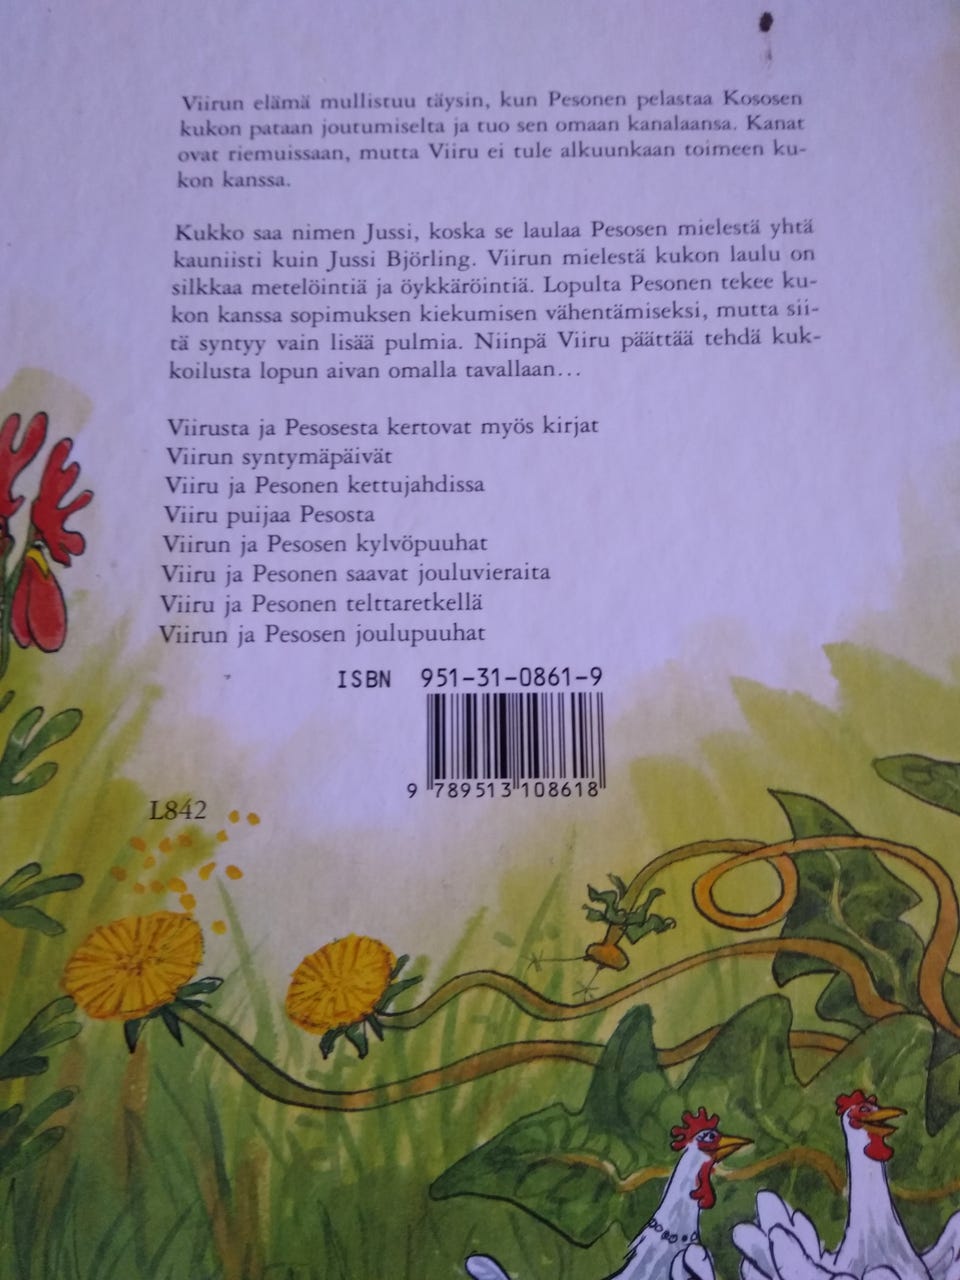 Viirun elämä mullistuu täysin, kun Pesonen pelastaa Kososen
kukon pataan joutumiselta ja tuo sen omaan kanalaansa. Kanat
ovat riemuissaan, mutta Viiru ei tule alkuunkaan toimeen ku-
kon kanssa.
Kukko saa nimen Jussi, koska se laulaa Pesosen mielestä yhtä
kauniisti kuin Jussi Björling. Viirun mielestä kukon laulu on
silkkaa metelöintiä ja öykkäröintiä. Lopulta Pesonen tekee ku-
kon kanssa sopimuksen kiekumisen vähentämiseksi, mutta sii-
tä syntyy vain lisää pulmia. Niinpä Viiru päättää tehdä kuk-
koilusta lopun aivan omalla tavallaan...
Viirusta ja Pesosesta kertovat myös kirjat
Viirun syntymäpäivät
Viiru ja Pesonen kettujahdissa
Viiru puijaa Pesosta
Viirun ja Pesosen kylvöpuuhat
Viiru ja Pesonen saavat jouluvieraita
Viiru ja Pesonen telttaretkellä
Viirun ja Pesosen joulupuuhat
ISBN 951-31-0861-9
9 789513 108618
L842